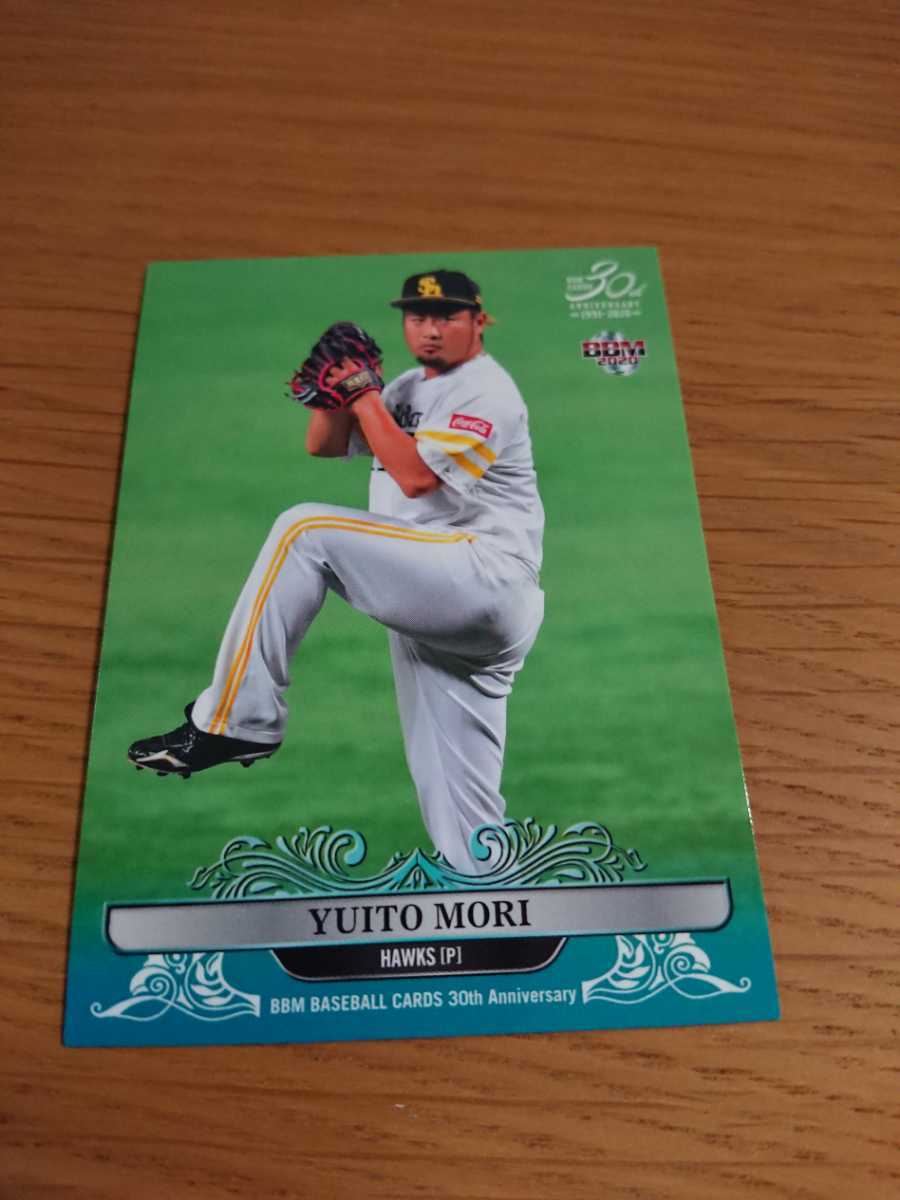 BBM
CARDS
30th
ANNIVERSARY
1991-2020
BBM
2020
SH
Coca-Cola
YUITO MORI
HAWKS [P]
BBM BASEBALL CARDS 30th Anniversary